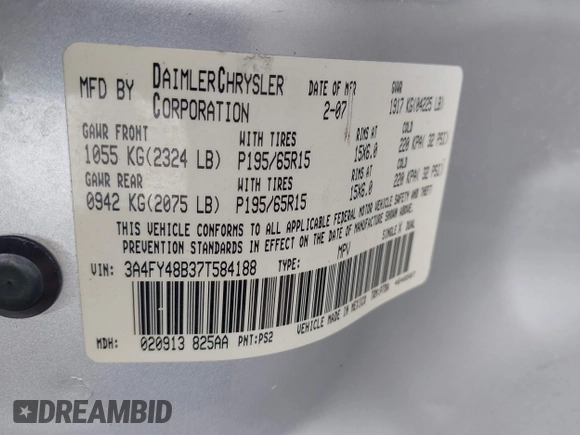 MFD BY DAIMLERCHRYSLER CORPORATION DATE OF MFR 2-07 GVWR 1917 KG(04225 LB)
GAWR FRONT WITH TIRES RIMS AT COLD
1055 KG(2324 LB) P195/65R15 15X6.0 220 KPA( 32 PSI)
GAWR REAR WITH TIRES RIMS AT COLD
0942 KG(2075 LB) P195/65R15 15X6.0 220 KPA( 32 PSI)
THIS VEHICLE CONFORMS TO ALL APPLICABLE FEDERAL MOTOR VEHICLE SAFETY AND THEFT
PREVENTION STANDARDS IN EFFECT ON THE DATE OF MANUFACTURE SHOWN ABOVE.
VIN: 3A4FY48B37T584188 TYPE: MPV SINGLE X DUAL
VEHICLE MADE IN MEXICO
MDH: 020913 825AA PNT:PS2
DREAMBID